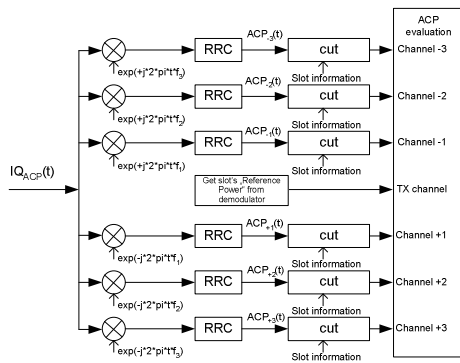 ACP
evaluation
RRC
ACP-3(t)
cut
Channel -3
exp(+j*2*pi*t*f3)
Slot information
RRC
ACP-2(t)
cut
Channel -2
exp(+j*2*pi*t*f2)
Slot information
RRC
ACP-1(t)
cut
Channel -1
exp(+j*2*pi*t*f1)
Slot information
IQACP(t)
Get slot's „Reference
Power" from
demodulator
TX channel
RRC
ACP+1(t)
cut
Channel +1
exp(-j*2*pi*t*f1)
Slot information
RRC
ACP+2(t)
cut
Channel +2
exp(-j*2*pi*t*f2)
Slot information
RRC
ACP+3(t)
cut
Channel +3
exp(-j*2*pi*t*f3)
Slot information